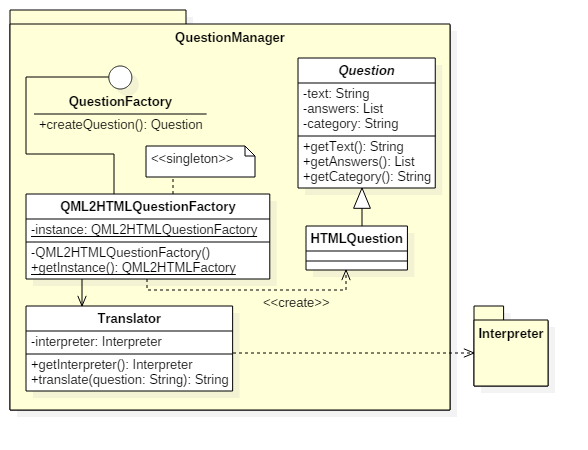 QuestionManager
QuestionFactory
+createQuestion(): Question
Question
-text: String
-answers: List
-category: String
+getText(): String
+getAnswers(): List
+getCategory(): String
<<singleton>>
QML2HTMLQuestionFactory
-instance: QML2HTMLQuestionFactory
-QML2HTMLQuestionFactory()
+getInstance(): QML2HTMLFactory
HTMLQuestion
<<create>>
Translator
-interpreter: Interpreter
+getInterpreter(): Interpreter
+translate(question: String): String
Interpreter